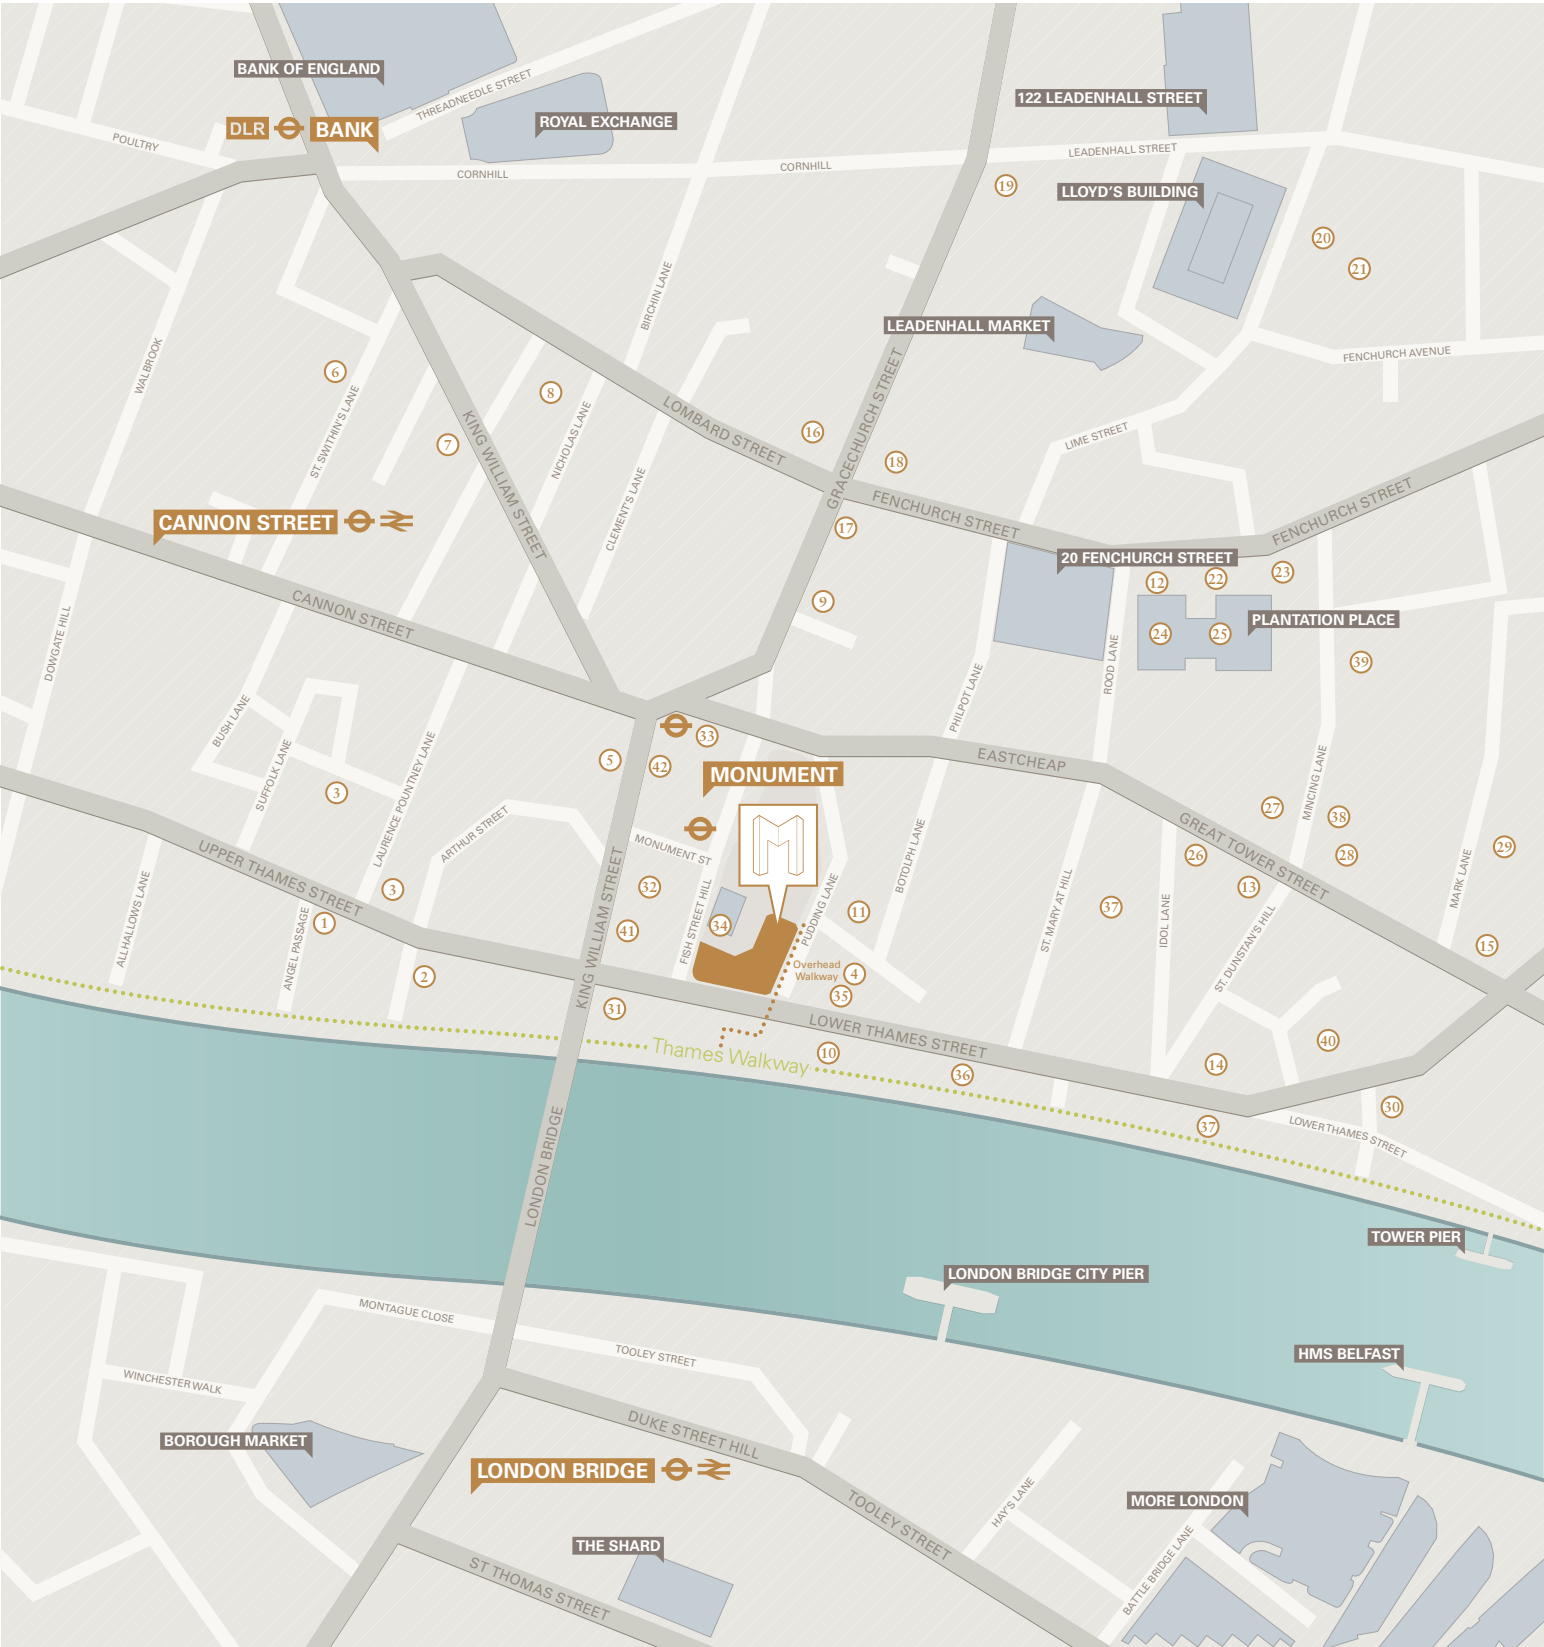 BANK OF ENGLAND
122 LEADENHALL STREET
THREADNEEDLE STREET
ROYAL EXCHANGE
DLR
BANK
POULTRY
LEADENHALL STREET
CORNHILL
CORNHILL
19
LLOYD'S BUILDING
20
21
BIRCHIN LANE
LEADENHALL MARKET
FENCHURCH AVENUE
WALBROOK
6
8
ST. SWITHIN'S LANE
7
KING WILLIAM STREET
NICHOLAS LANE
LOMBARD STREET
16
GRACECHURCH STREET
18
LIME STREET
CLEMENT'S LANE
CANNON STREET
17
FENCHURCH STREET
FENCHURCH STREET
20 FENCHURCH STREET
12
22
23
CANNON STREET
9
PLANTATION PLACE
24
25
39
DOWGATE HILL
ROOD LANE
PHILPOT LANE
BUSH LANE
SUFFOLK LANE
LAURENCE POUNTNEY LANE
5
33
42
MONUMENT
EASTCHEAP
3
MINCING LANE
27
38
ARTHUR STREET
MONUMENT ST
GREAT TOWER STREET
26
28
29
UPPER THAMES STREET
BOTOLPH LANE
3
32
13
MARK LANE
ALLHALLOWS LANE
ANGEL PASSAGE
1
KING WILLIAM STREET
41
FISH STREET HILL
34
PUDDING LANE
11
ST. MARY AT HILL
37
IDOL LANE
ST. DUNSTAN'S HILL
15
2
Overhead
Walkway
4
35
31
LOWER THAMES STREET
Thames Walkway
10
36
14
40
30
37
LOWER THAMES STREET
LONDON BRIDGE
TOWER PIER
LONDON BRIDGE CITY PIER
MONTAGUE CLOSE
TOOLEY STREET
HMS BELFAST
WINCHESTER WALK
BOROUGH MARKET
DUKE STREET HILL
LONDON BRIDGE
TOOLEY STREET
HAY'S LANE
MORE LONDON
THE SHARD
BATTLE BRIDGE LANE
ST THOMAS STREET